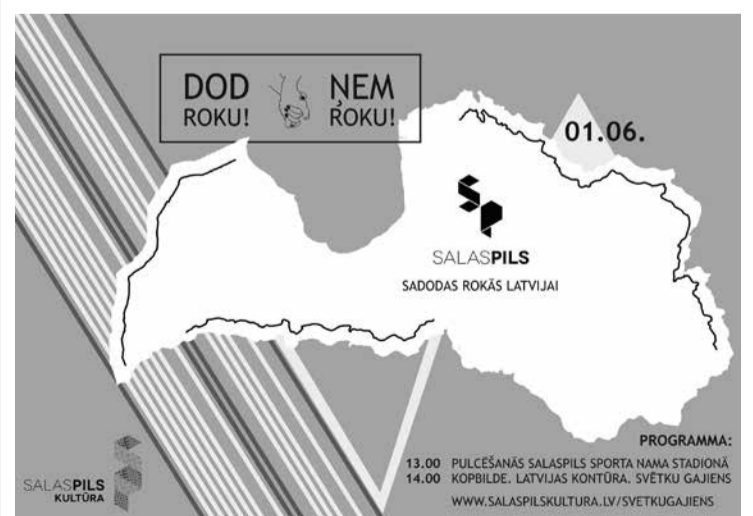 DOD ŅEM
ROKU! ROKU!
01.06.
SALASPILS
SADODAS ROKĀS LATVIJAI
PROGRAMMA:
13.00 PULCĒŠANĀS SALASPILS SPORTA NAMA STADIONĀ
14.00 KOPBILDE. LATVIJAS KONTŪRA. SVĒTKU GAJIENS
WWW.SALASPILSKULTURA.LV/SVETKUGAJIENS
SALASPILS
KULTŪRA